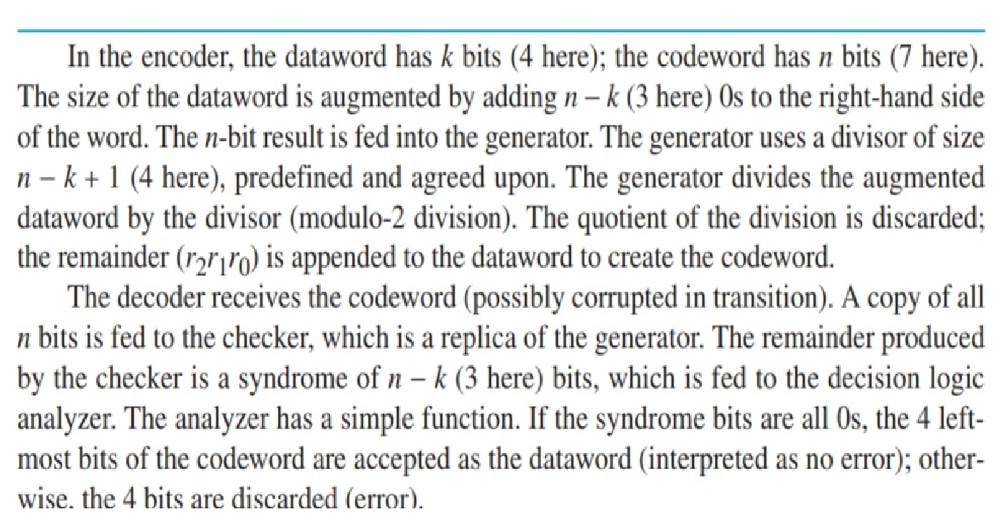 In the encoder, the dataword has k bits (4 here); the codeword has n bits (7 here).
The size of the dataword is augmented by adding n – k (3 here) 0s to the right-hand side
of the word. The n-bit result is fed into the generator. The generator uses a divisor of size
n – k + 1 (4 here), predefined and agreed upon. The generator divides the augmented
dataword by the divisor (modulo-2 division). The quotient of the division is discarded;
the remainder (r₂r₁r₀) is appended to the dataword to create the codeword.
The decoder receives the codeword (possibly corrupted in transition). A copy of all
n bits is fed to the checker, which is a replica of the generator. The remainder produced
by the checker is a syndrome of n – k (3 here) bits, which is fed to the decision logic
analyzer. The analyzer has a simple function. If the syndrome bits are all 0s, the 4 left-
most bits of the codeword are accepted as the dataword (interpreted as no error); other-
wise, the 4 bits are discarded (error).